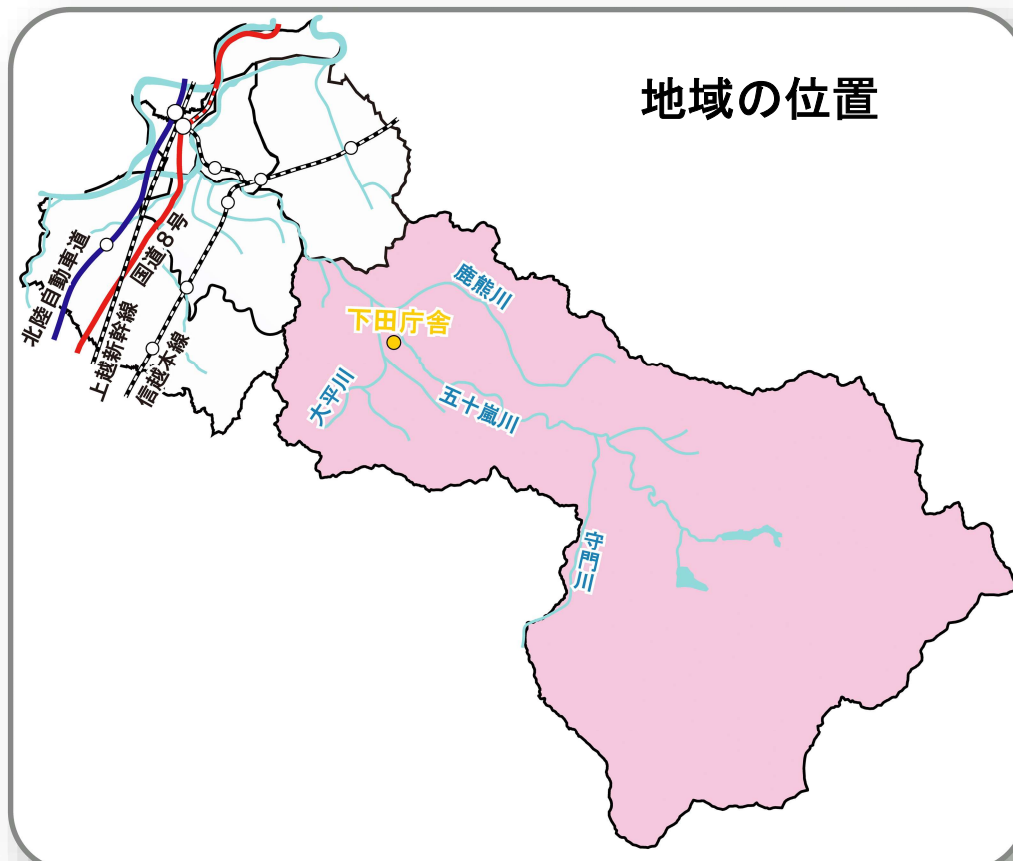 地域の位置
北陸自動車道
国道8号
上越新幹線
信越本線
鹿熊川
下田庁舎
大平川
五十嵐川
守門川